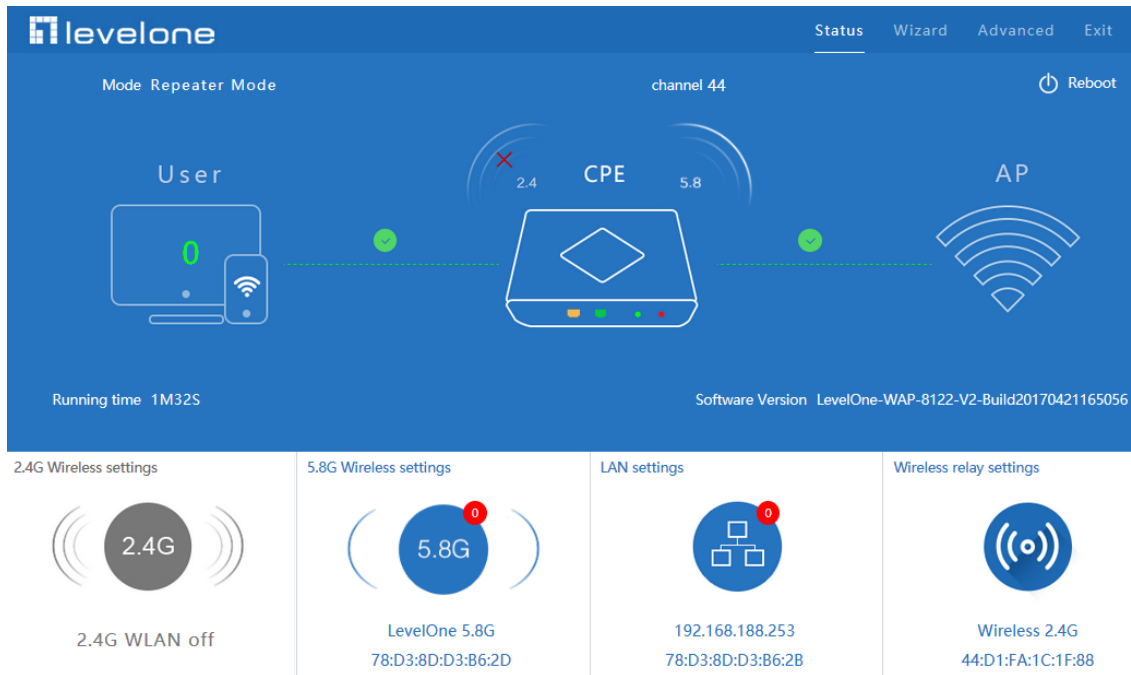 levelone
Status Wizard Advanced Exit
Mode Repeater Mode channel 44 Reboot
User 2.4 CPE 5.8 AP
0
Running time 1M32S Software Version LevelOne-WAP-8122-V2-Build20170421165056
2.4G Wireless settings 5.8G Wireless settings LAN settings Wireless relay settings
0 0
2.4G 5.8G
2.4G WLAN off LevelOne 5.8G 192.168.188.253 Wireless 2.4G
78:D3:8D:D3:B6:2D 78:D3:8D:D3:B6:2B 44:D1:FA:1C:1F:88